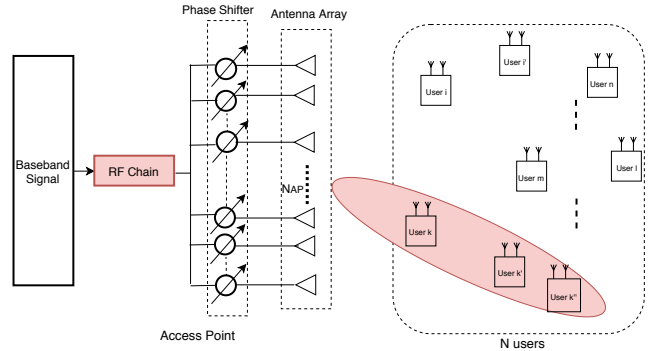 Phase Shifter
Antenna Array
User i'
User n
User i
Baseband
Signal
RF Chain
User m
User l
NAP
User k
User k'
User k''
Access Point
N users